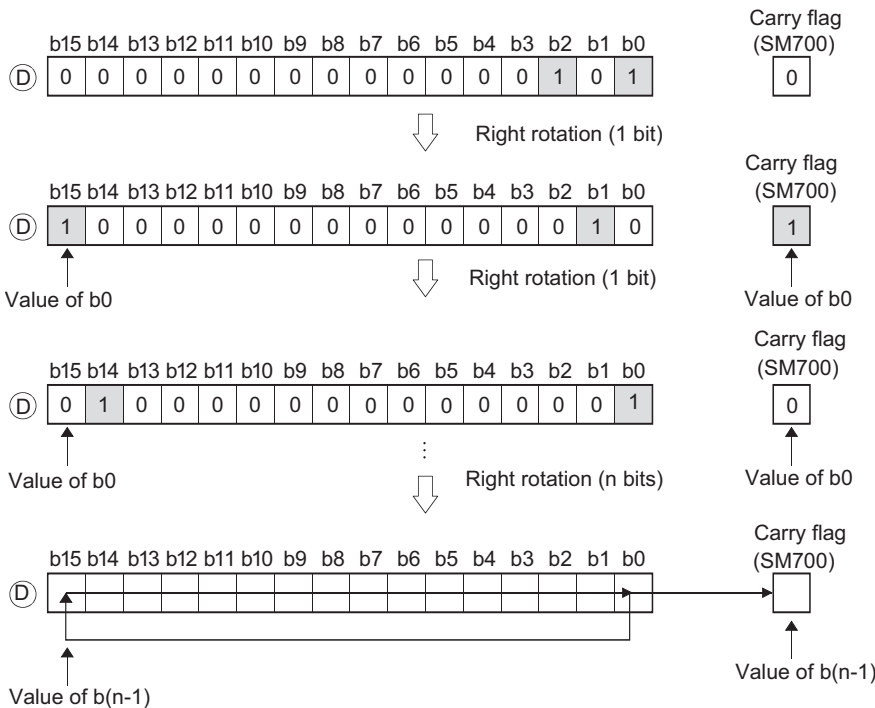 Carry flag
(SM700)
b15 b14 b13 b12 b11 b10 b9 b8 b7 b6 b5 b4 b3 b2 b1 b0
D 0 0 0 0 0 0 0 0 0 0 0 0 0 1 0 1 0
Right rotation (1 bit)
Carry flag
(SM700)
b15 b14 b13 b12 b11 b10 b9 b8 b7 b6 b5 b4 b3 b2 b1 b0
D 1 0 0 0 0 0 0 0 0 0 0 0 0 0 1 0 1
Right rotation (1 bit)
Value of b0 Value of b0
Carry flag
(SM700)
b15 b14 b13 b12 b11 b10 b9 b8 b7 b6 b5 b4 b3 b2 b1 b0
D 0 1 0 0 0 0 0 0 0 0 0 0 0 0 0 1 0
⋮
Value of b0 Right rotation (n bits) Value of b0
Carry flag
(SM700)
b15 b14 b13 b12 b11 b10 b9 b8 b7 b6 b5 b4 b3 b2 b1 b0
D
Value of b(n-1) Value of b(n-1)